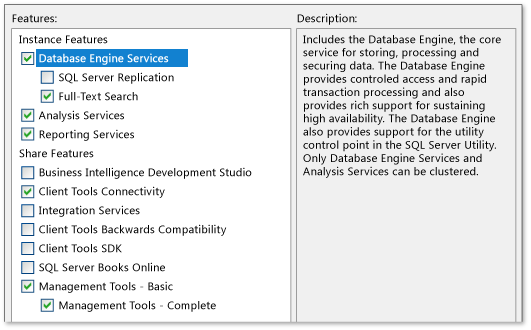 Features:
Instance Features
Database Engine Services
SQL Server Replication
Full-Text Search
Analysis Services
Reporting Services
Share Features
Business Intelligence Development Studio
Client Tools Connectivity
Integration Services
Client Tools Backwards Compatibility
Client Tools SDK
SQL Server Books Online
Management Tools - Basic
Management Tools - Complete
Description:
Includes the Database Engine, the core
service for storing, processing and
securing data. The Database Engine
provides controled access and rapid
transaction processing and also
provides rich support for sustaining
high availability. The Database Engine
also provides support for the utility
control point in the SQL Server Utility.
Only Database Engine Services and
Analysis Services can be clustered.